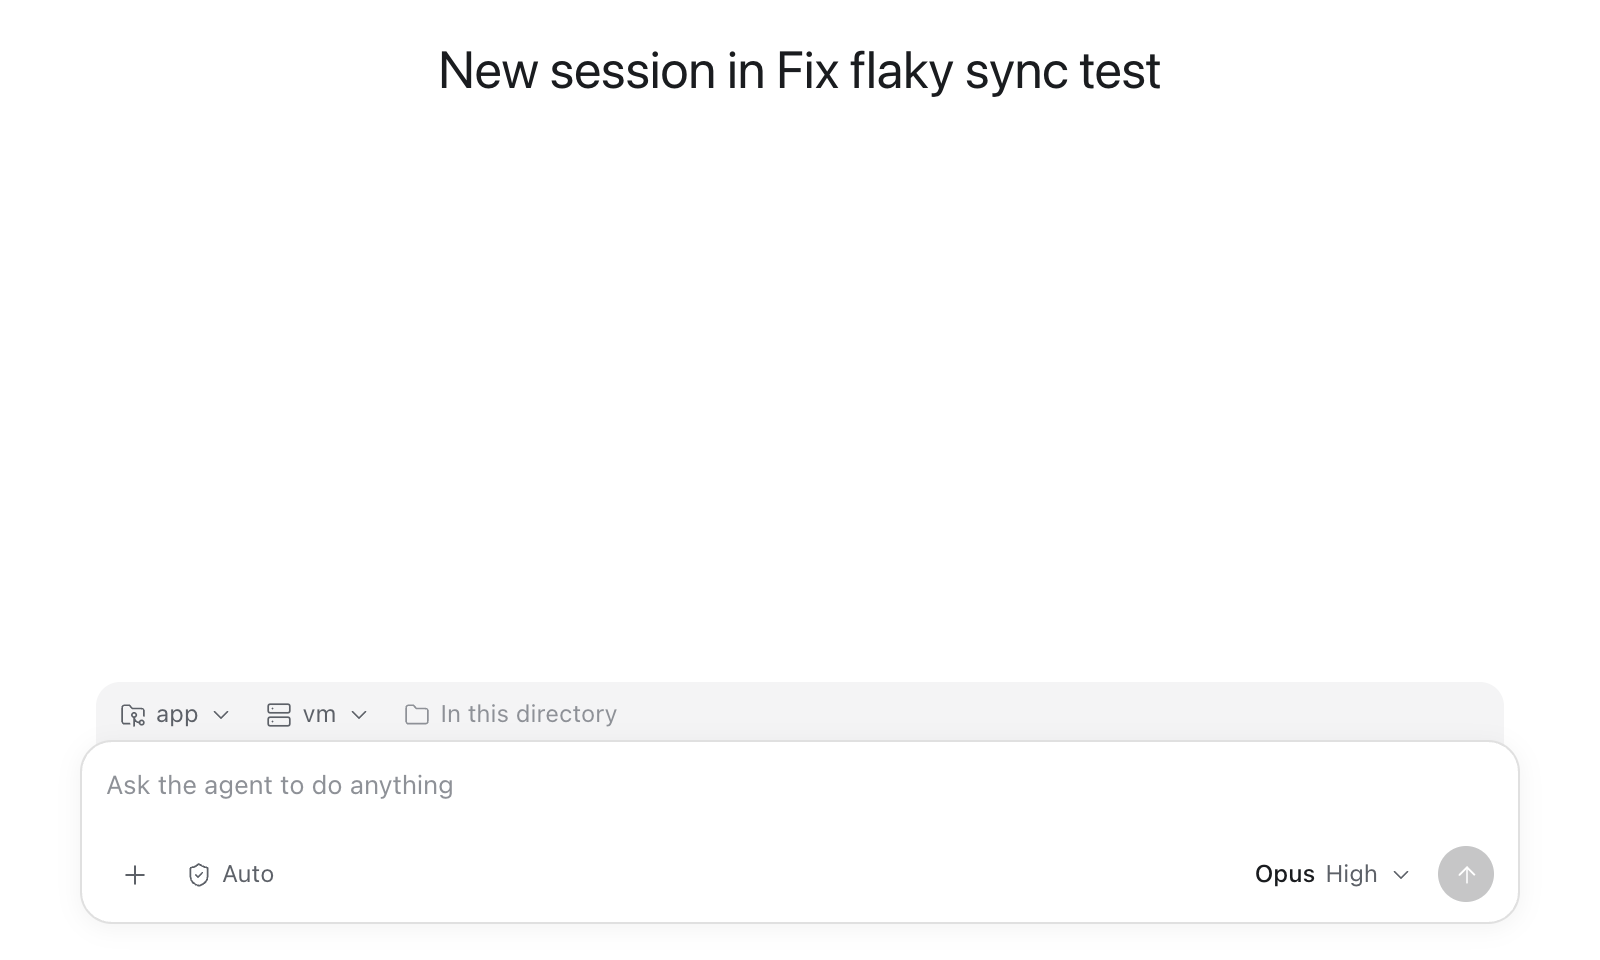 New session in Fix flaky sync test
app vm In this directory
Ask the agent to do anything
Auto Opus High